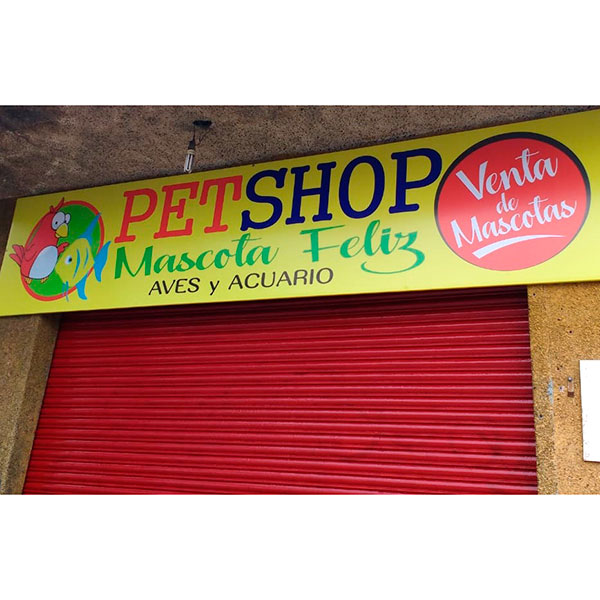 PETSHOP
Mascota Feliz
AVES y ACUARIO
Venta
de
Mascotas